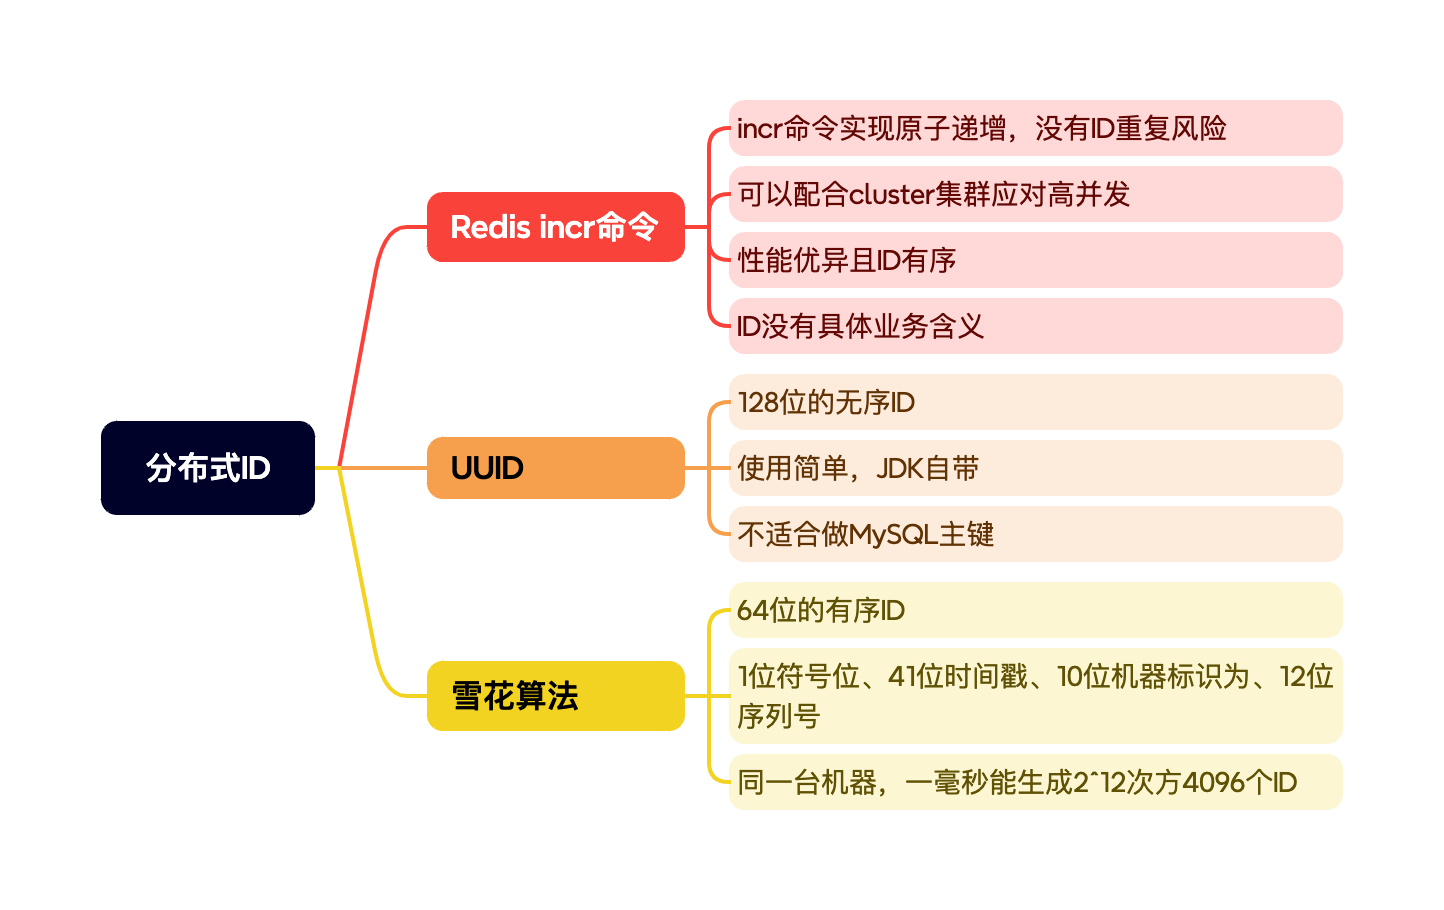 分布式ID
Redis incr命令
incr命令实现原子递增，没有ID重复风险
可以配合cluster集群应对高并发
性能优异且ID有序
ID没有具体业务含义
UUID
128位的无序ID
使用简单，JDK自带
不适合做MySQL主键
雪花算法
64位的有序ID
1位符号位、41位时间戳、10位机器标识为、12位
序列号
同一台机器，一毫秒能生成2^12次方4096个ID